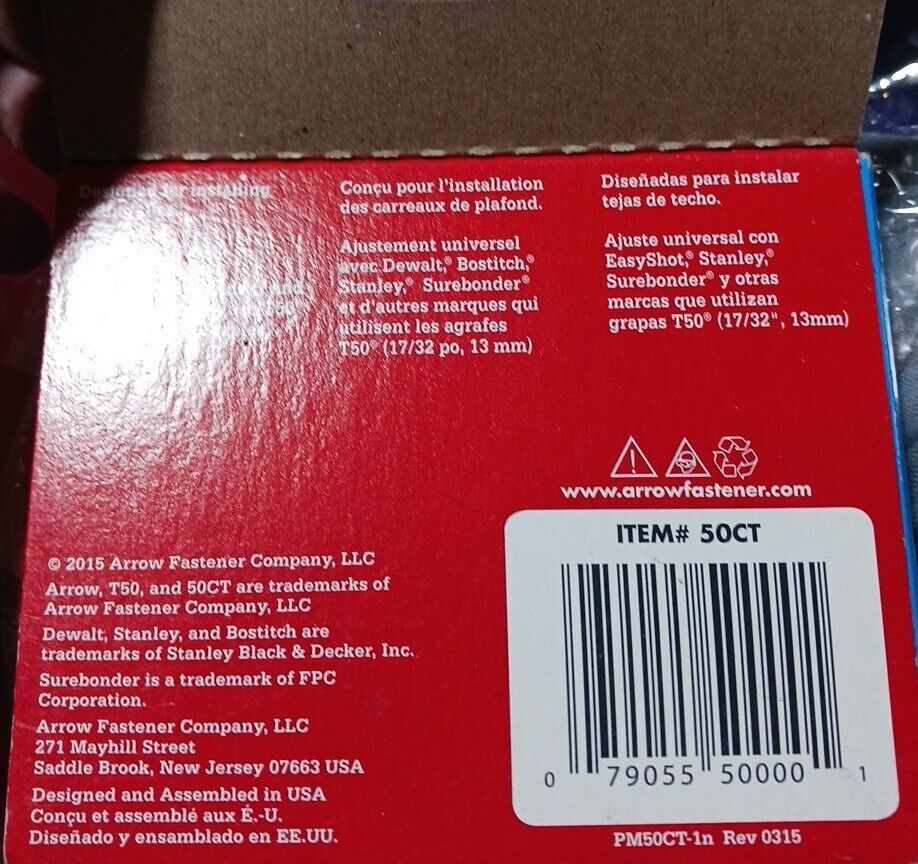 Designed for installing
Conçu pour l'installation
des carreaux de plafond.
Ajustement universel
avec Dewalt,® Bostitch,®
Stanley,® Surebonder®
et d'autres marques qui
utilisent les agrafes
T50® (17/32 po, 13 mm)
Diseñadas para instalar
tejas de techo.
Ajuste universal con
EasyShot,® Stanley,®
Surebonder® y otras
marcas que utilizan
grapas T50® (17/32", 13mm)
www.arrowfastener.com
ITEM# 50CT
0 79055 50000 1
PM50CT-1n Rev 0315
© 2015 Arrow Fastener Company, LLC
Arrow, T50, and 50CT are trademarks of
Arrow Fastener Company, LLC
Dewalt, Stanley, and Bostitch are
trademarks of Stanley Black & Decker, Inc.
Surebonder is a trademark of FPC
Corporation.
Arrow Fastener Company, LLC
271 Mayhill Street
Saddle Brook, New Jersey 07663 USA
Designed and Assembled in USA
Conçu et assemblé aux É.-U.
Diseñado y ensamblado en EE.UU.